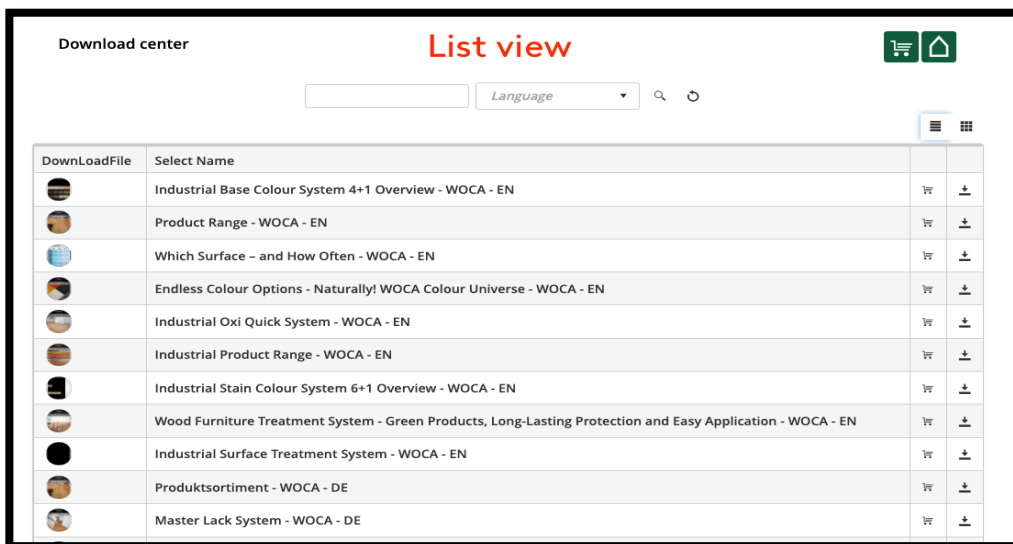 Download center
List view
Language
DownLoadFile Select Name
Industrial Base Colour System 4+1 Overview - WOCA - EN
Product Range - WOCA - EN
Which Surface – and How Often - WOCA - EN
Endless Colour Options - Naturally! WOCA Colour Universe - WOCA - EN
Industrial Oxi Quick System - WOCA - EN
Industrial Product Range - WOCA - EN
Industrial Stain Colour System 6+1 Overview - WOCA - EN
Wood Furniture Treatment System - Green Products, Long-Lasting Protection and Easy Application - WOCA - EN
Industrial Surface Treatment System - WOCA - EN
Produktsortiment - WOCA - DE
Master Lack System - WOCA - DE